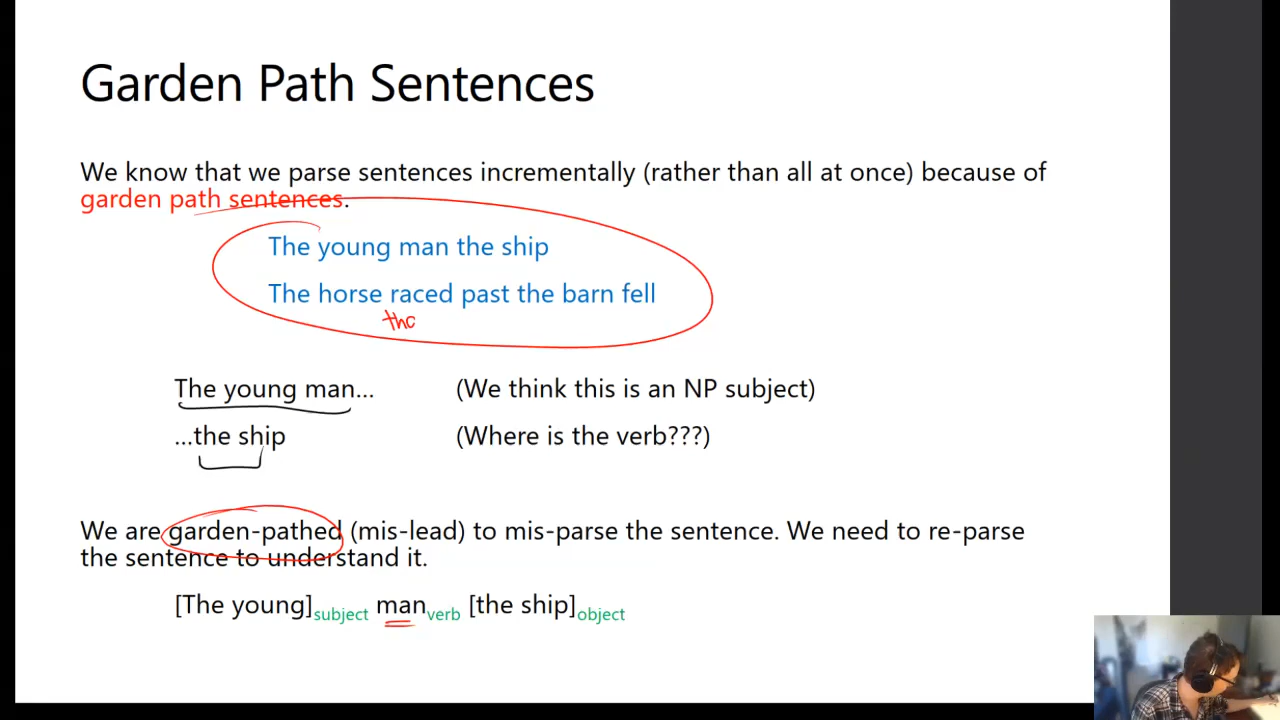 Garden Path Sentences
We know that we parse sentences incrementally (rather than all at once) because of
garden path sentences.
The young man the ship
The horse raced past the barn fell
tha
The young man... (We think this is an NP subject)
...the ship (Where is the verb???)
We are garden-pathed (mis-lead) to mis-parse the sentence. We need to re-parse
the sentence to understand it.
[The young]subject manverb [the ship]object